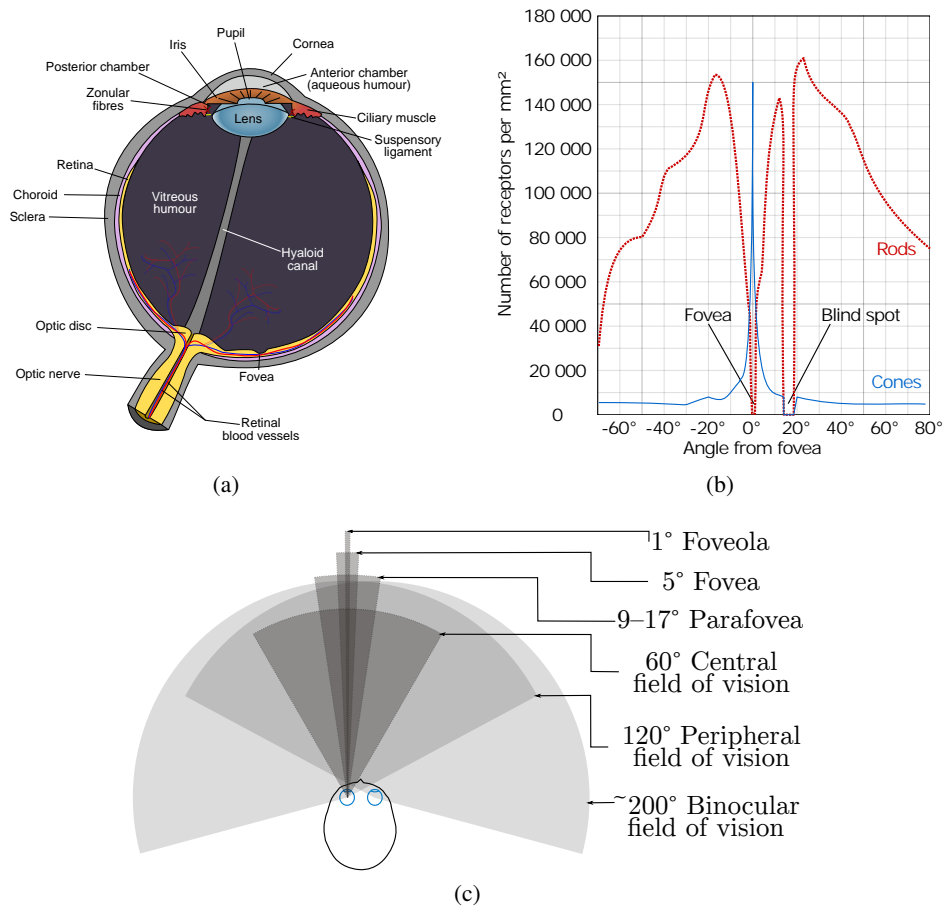 Pupil
Iris
Cornea
Posterior chamber
Anterior chamber
(aqueous humour)
Zonular
fibres
Lens
Ciliary muscle
Suspensory
ligament
Retina
Choroid
Sclera
Vitreous
humour
Hyaloid
canal
Optic disc
Optic nerve
Fovea
Retinal
blood vessels
(a)
180 000
160 000
140 000
120 000
100 000
80 000
60 000
40 000
20 000
0
Number of receptors per mm²
Rods
Fovea
Blind spot
Cones
-60° -40° -20° 0° 20° 40° 60° 80°
Angle from fovea
(b)
1° Foveola
5° Fovea
9–17° Parafovea
60° Central
field of vision
120° Peripheral
field of vision
~200° Binocular
field of vision
(c)